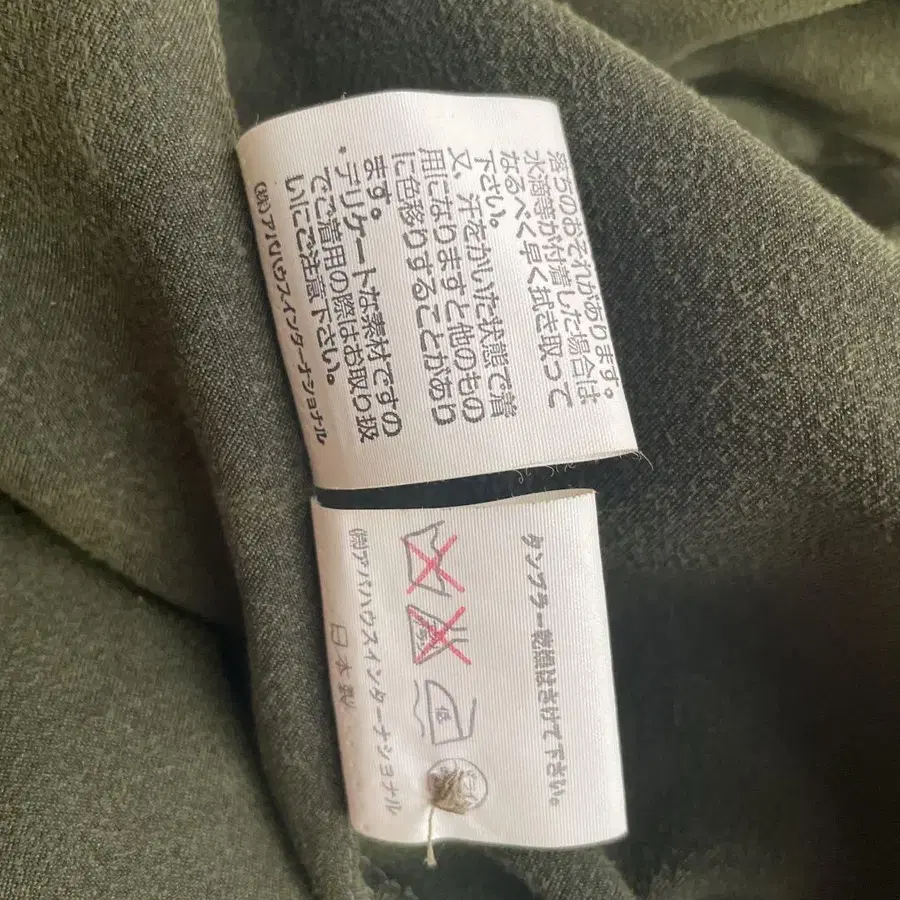 落ちのおそれがあります。
水滴等が付着した場合は
なるべく早く拭き取って
下さい。
又、汗をかいた状態で着
用になりますと他のもの
に色移りすることがあり
ます。
・デリケートな素材ですの
でご着用の際はお取り扱
いにご注意下さい。
㈱アバハウスインターナショナル
タンブラー乾燥はさけて下さい。
低
㈱アバハウスインターナショナル
日本製